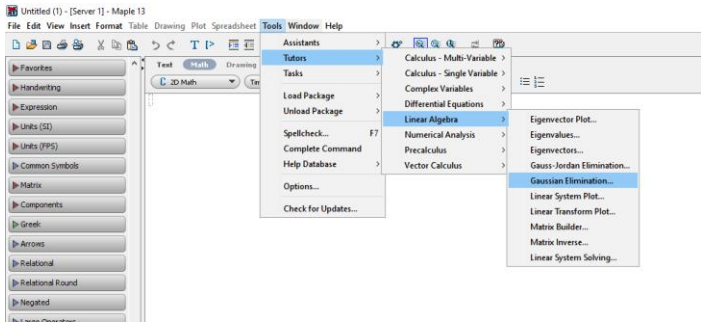 Untitled (1) - [Server 1] - Maple 13
File Edit View Insert Format Table Drawing Plot Spreadsheet Tools Window Help
Text Math Drawing
C 2D Math
Favorites
Handwriting
Expression
Units (SI)
Units (FPS)
Common Symbols
Matrix
Components
Greek
Arrows
Relational
Relational Round
Negated
Large Operators
Assistants
Tutors
Tasks
Load Package
Unload Package
Spellcheck... F7
Complete Command
Help Database
Options...
Check for Updates...
Calculus - Multi-Variable
Calculus - Single Variable
Complex Variables
Differential Equations
Linear Algebra
Numerical Analysis
Precalculus
Vector Calculus
Eigenvector Plot...
Eigenvalues...
Eigenvectors...
Gauss-Jordan Elimination...
Gaussian Elimination...
Linear System Plot...
Linear Transform Plot...
Matrix Builder...
Matrix Inverse...
Linear System Solving...